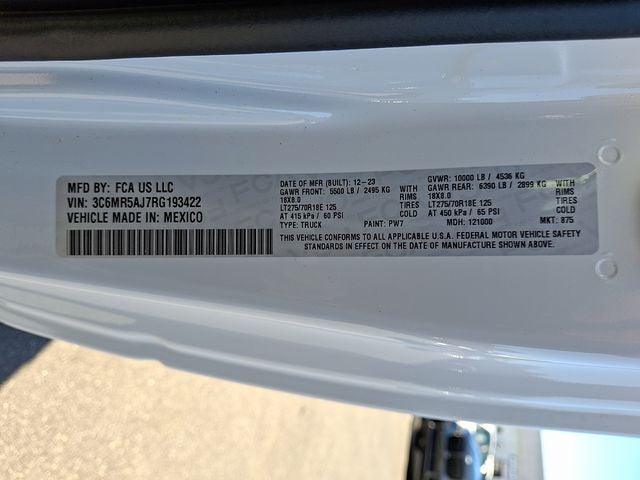 MFD BY: FCA US LLC
VIN: 3C6MR5AJ7RG193422
VEHICLE MADE IN: MEXICO
DATE OF MFR (BUILT): 12-23
GAWR FRONT: 5500 LB / 2495 KG WITH
18X8.0 RIMS
LT275/70R18E 125 TIRES
AT 415 kPa / 60 PSI COLD
TYPE: TRUCK PAINT: PW7
GVWR: 10000 LB / 4536 KG
GAWR REAR: 6390 LB / 2899 KG WITH
18X8.0 RIMS
LT275/70R18E 125 TIRES
AT 450 kPa / 65 PSI COLD
MDH: 121000 MKT: 875
THIS VEHICLE CONFORMS TO ALL APPLICABLE U.S.A. FEDERAL MOTOR VEHICLE SAFETY
STANDARDS IN EFFECT ON THE DATE OF MANUFACTURE SHOWN ABOVE.